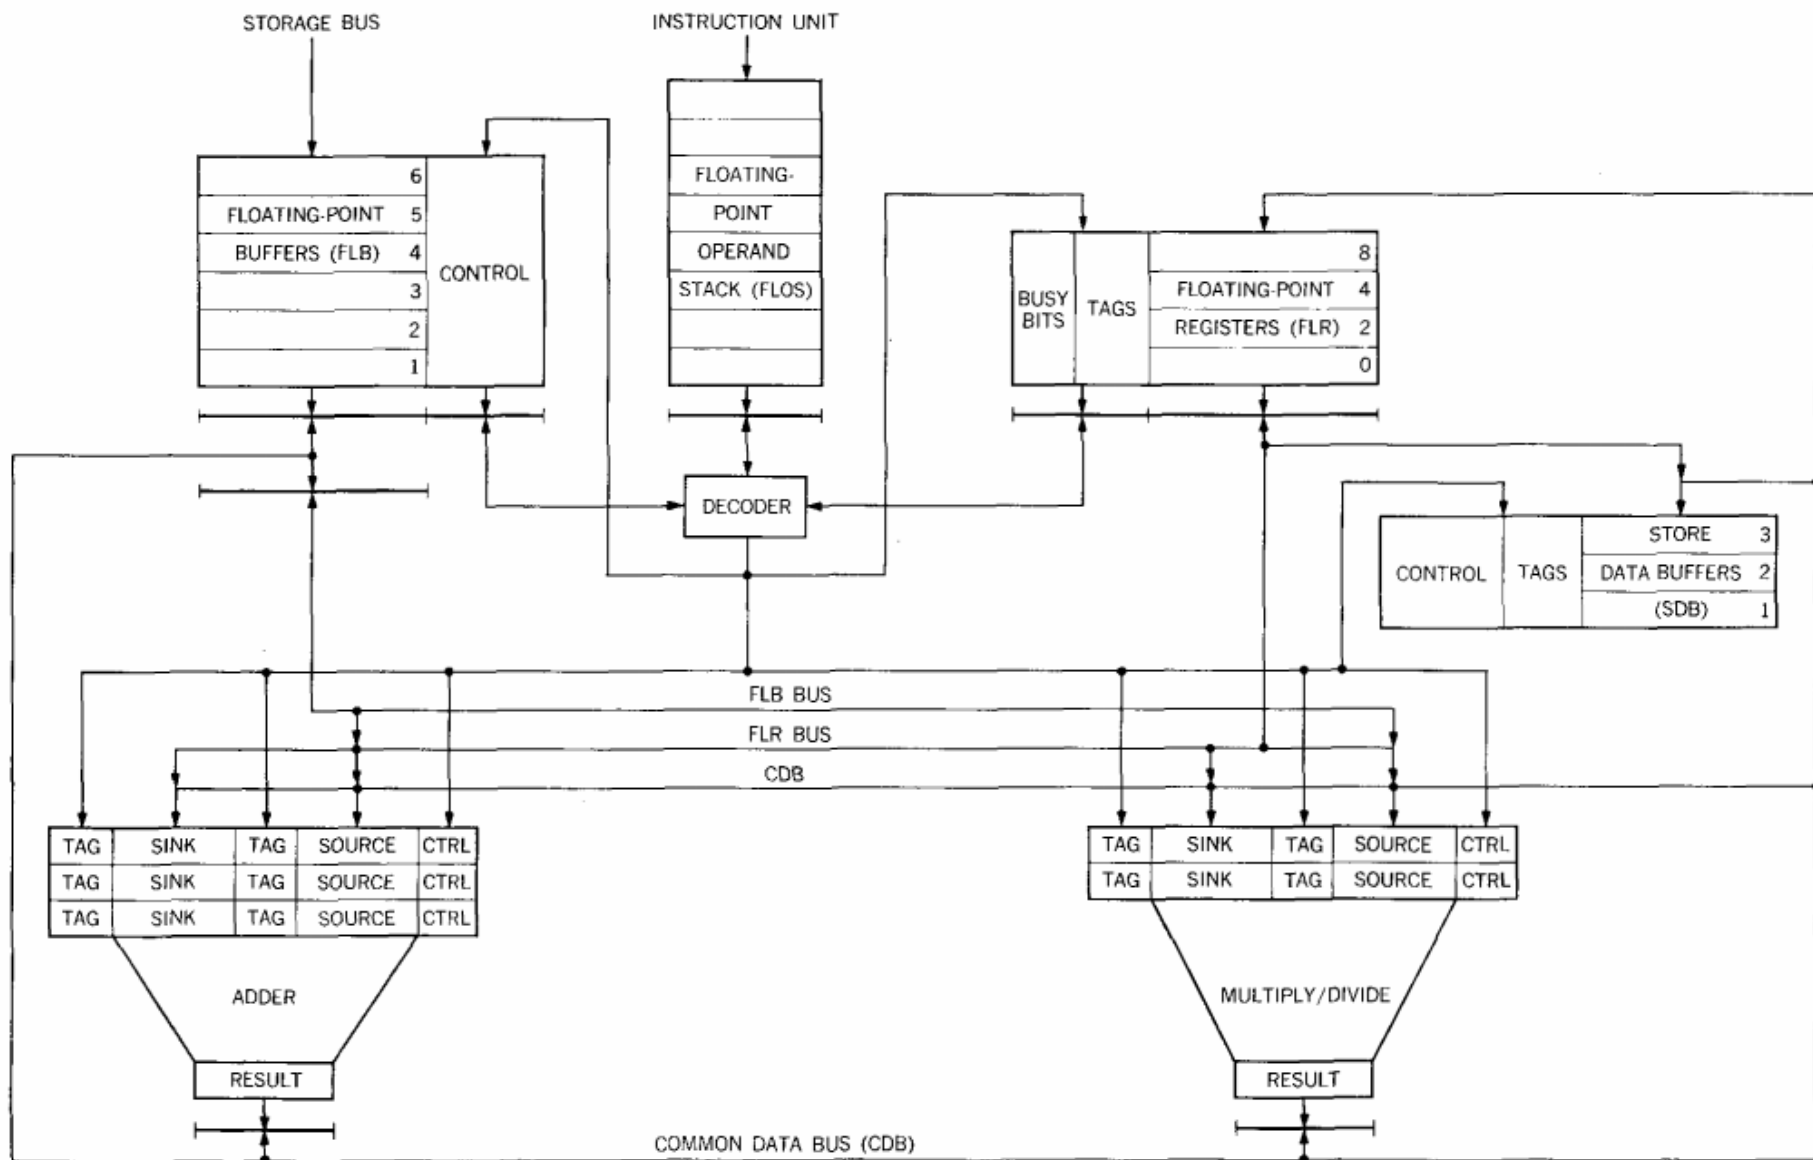 STORAGE BUS
INSTRUCTION UNIT
6
FLOATING-POINT 5
BUFFERS (FLB) 4
3
2
1
CONTROL
FLOATING-
POINT
OPERAND
STACK (FLOS)
BUSY
BITS
TAGS
8
FLOATING-POINT 4
REGISTERS (FLR) 2
0
DECODER
CONTROL
TAGS
STORE 3
DATA BUFFERS 2
(SDB) 1
FLB BUS
FLR BUS
CDB
TAG SINK TAG SOURCE CTRL
TAG SINK TAG SOURCE CTRL
TAG SINK TAG SOURCE CTRL
ADDER
RESULT
TAG SINK TAG SOURCE CTRL
TAG SINK TAG SOURCE CTRL
MULTIPLY/DIVIDE
RESULT
COMMON DATA BUS (CDB)